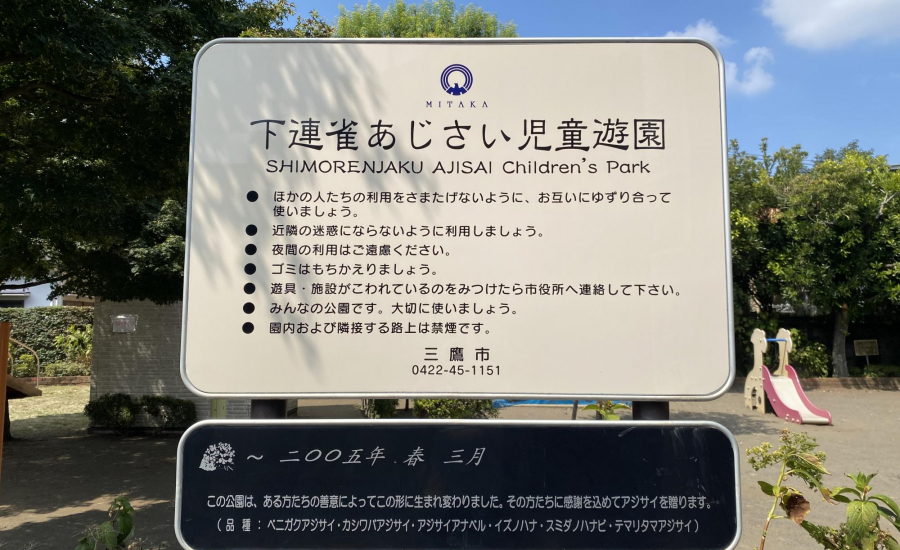 MITAKA
下連雀あじさい児童遊園
SHIMORENJAKU AJISAI Children's Park
● ほかの人たちの利用をさまたげないように、お互いにゆずり合って
使いましょう。
● 近隣の迷惑にならないように利用しましょう。
● 夜間の利用はご遠慮ください。
● ゴミはもちかえりましょう。
● 遊具・施設がこわれているのをみつけたら市役所へ連絡して下さい。
● みんなの公園です。大切に使いましょう。
● 園内および隣接する路上は禁煙です。
三鷹市
0422-45-1151
～ 二〇〇五年 春 三月
この公園は、ある方たちの善意によってこの形に生まれ変わりました。その方たちに感謝を込めてアジサイを贈ります。
（品種：ベニガクアジサイ・カシワバアジサイ・アジサイアナベル・イズノハナ・スミダノハナビ・テマリタマアジサイ）